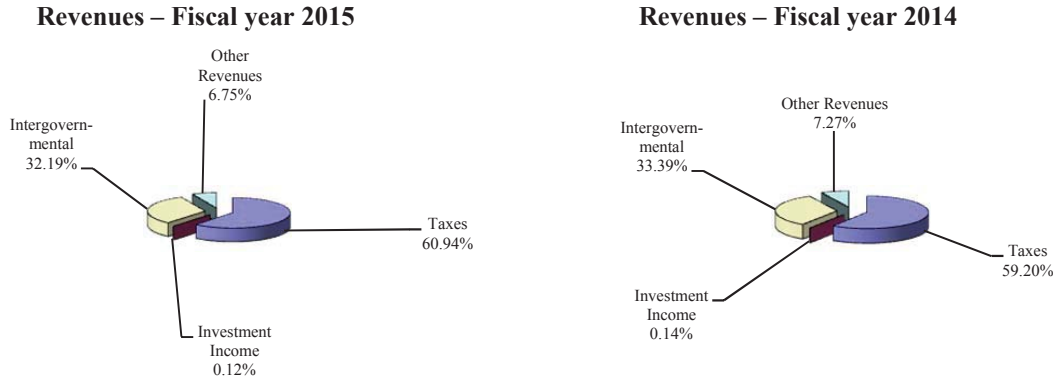 Revenues – Fiscal year 2015
Other
Revenues
6.75%
Intergovern-
mental
32.19%
Taxes
60.94%
Investment
Income
0.12%
Revenues – Fiscal year 2014
Other Revenues
7.27%
Intergovern-
mental
33.39%
Taxes
59.20%
Investment
Income
0.14%